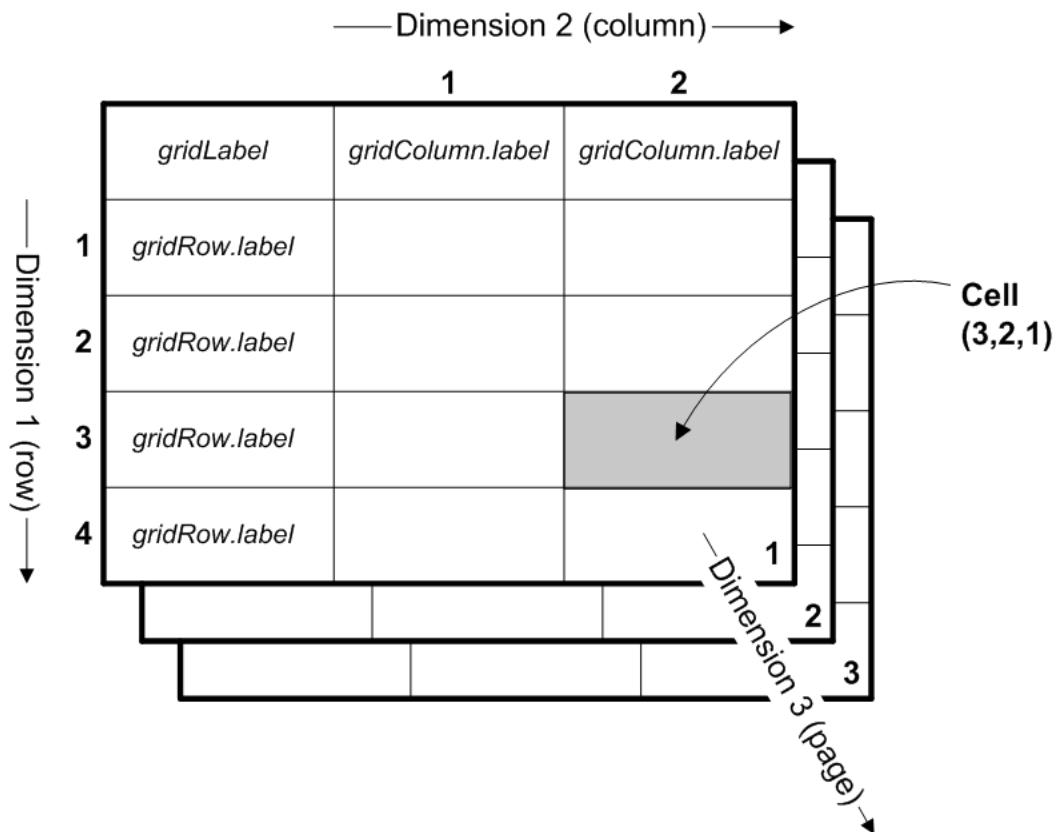 Dimension 2 (column)
1 2
gridLabel gridColumn.label gridColumn.label
Dimension 1 (row)
1 gridRow.label
2 gridRow.label
3 gridRow.label
4 gridRow.label
Cell
(3,2,1)
1
2
3
Dimension 3 (page)